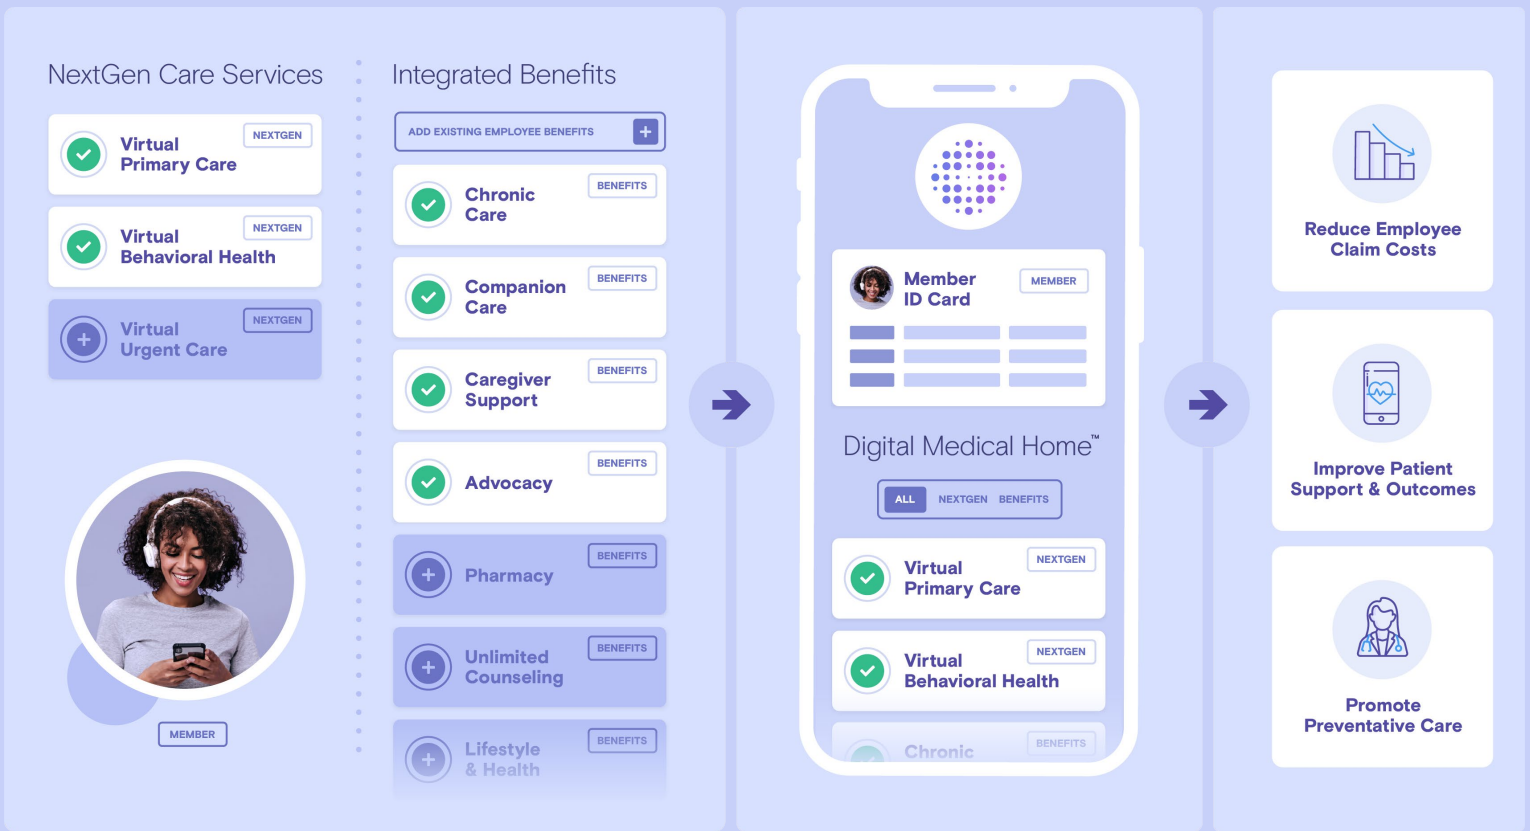 NextGen Care Services
NEXTGEN
Virtual
Primary Care
NEXTGEN
Virtual
Behavioral Health
NEXTGEN
Virtual
Urgent Care
MEMBER
Integrated Benefits
ADD EXISTING EMPLOYEE BENEFITS
BENEFITS
Chronic
Care
BENEFITS
Companion
Care
BENEFITS
Caregiver
Support
BENEFITS
Advocacy
BENEFITS
Pharmacy
BENEFITS
Unlimited
Counseling
BENEFITS
Lifestyle
& Health
Member
ID Card
MEMBER
Digital Medical Home™
ALL NEXTGEN BENEFITS
NEXTGEN
Virtual
Primary Care
NEXTGEN
Virtual
Behavioral Health
BENEFITS
Chronic
Reduce Employee
Claim Costs
Improve Patient
Support & Outcomes
Promote
Preventative Care